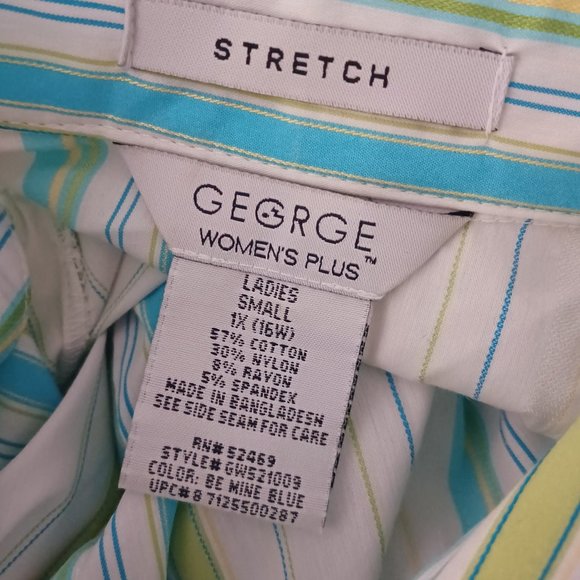 STRETCH
GEORGE
WOMEN'S PLUS™
LADIES
SMALL
1X (16W)
57% COTTON
30% NYLON
8% RAYON
5% SPANDEX
MADE IN BANGLADESH
SEE SIDE SEAM FOR CARE
RN# 52469
STYLE# GW521009
COLOR: BE MINE BLUE
UPC# 8 7125500287